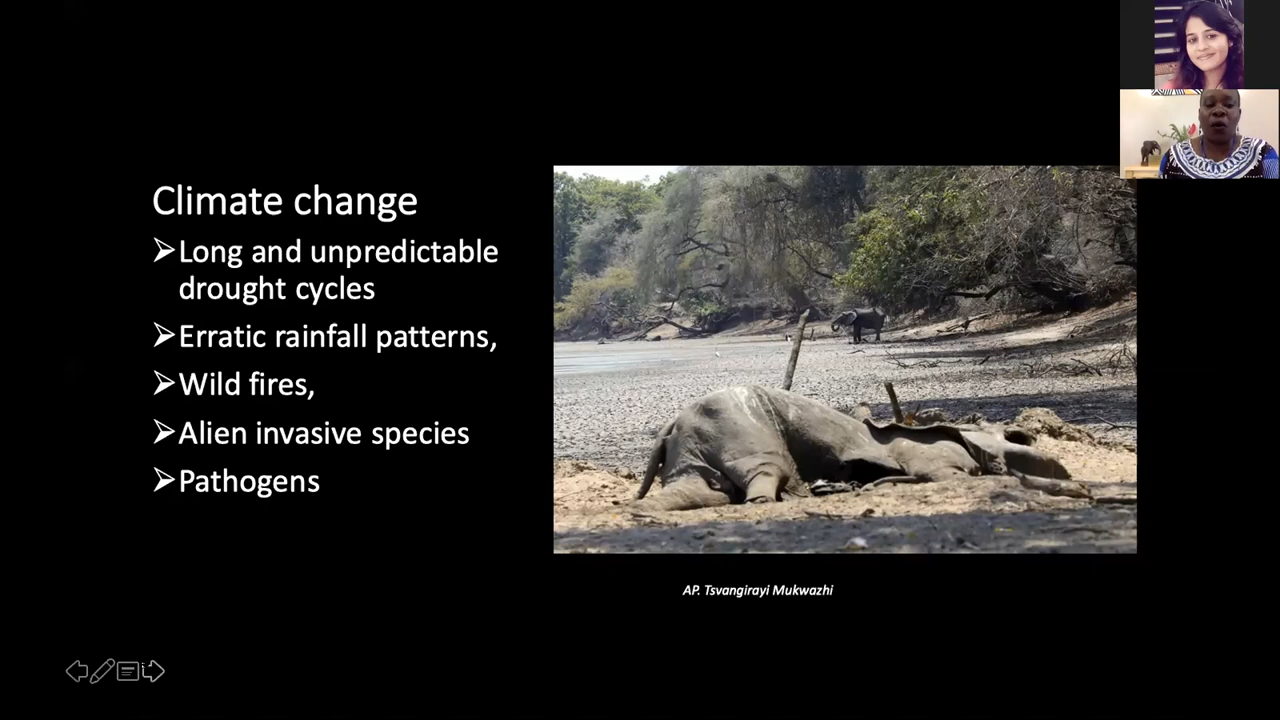 Climate change
➢Long and unpredictable
drought cycles
➢Erratic rainfall patterns,
➢Wild fires,
➢Alien invasive species
➢Pathogens
AP. Tsvangirayi Mukwazhi